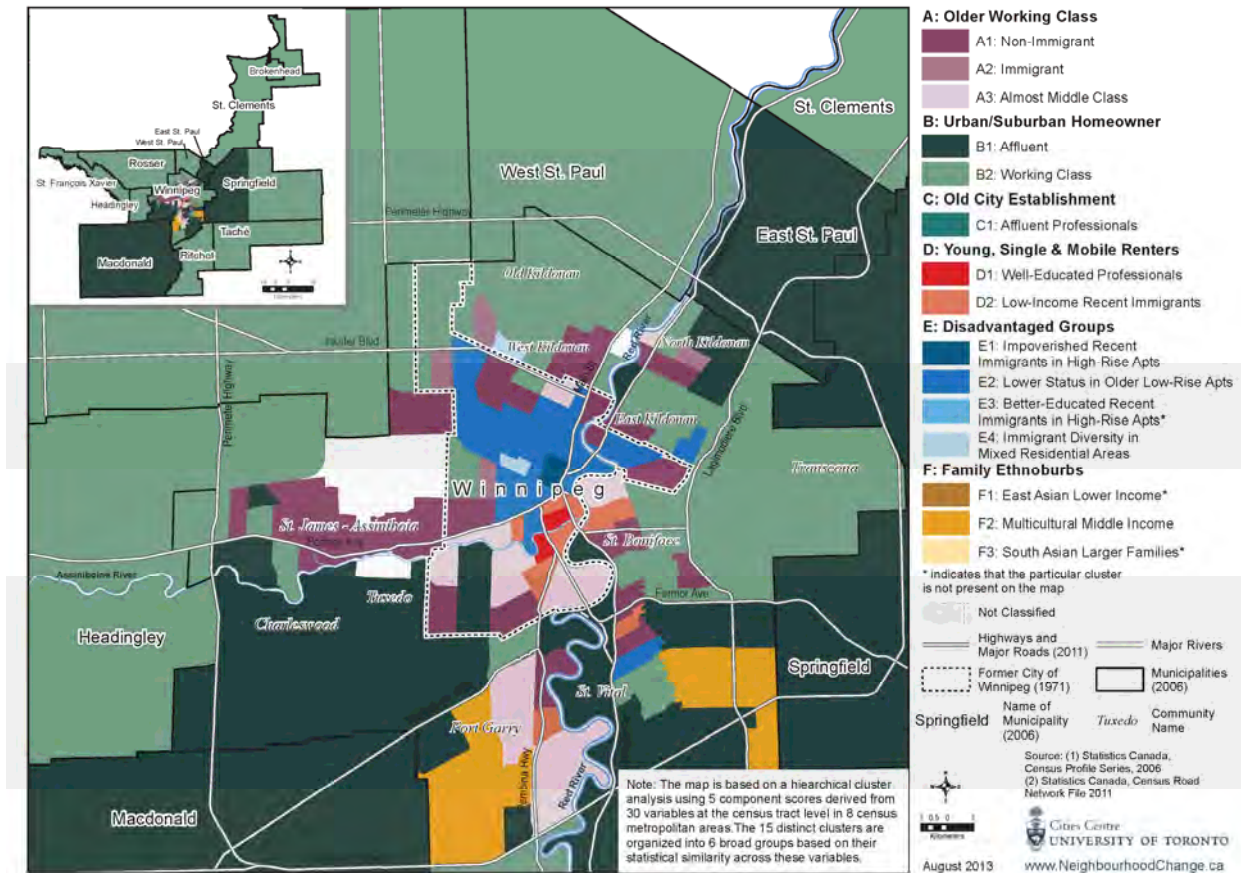 Brokenhead
St. Clements
East St. Paul
West St. Paul
Rosser
St. François Xavier
Winnipeg
Springfield
Headingley
Taché
Macdonald
Ritchot
St. Clements
West St. Paul
Perimeter Highway
East St. Paul
Old Kildonan
Inkster Blvd
West Kildonan
Red River
North Kildonan
Main St
Perimeter Highway
East Kildonan
Lagimodiere Blvd
Transcona
Winnipeg
St. James - Assiniboia
Portage Ave
St. Boniface
Assiniboine River
Tuxedo
Fermor Ave.
Charleswood
Headingley
Springfield
St. Vital
Fort Garry
Pembina Hwy
Red River
Macdonald
Note: The map is based on a hiearchical cluster
analysis using 5 component scores derived from
30 variables at the census tract level in 8 census
metropolitan areas.The 15 distinct clusters are
organized into 6 broad groups based on their
statistical similarity across these variables.
A: Older Working Class
A1: Non-Immigrant
A2: Immigrant
A3: Almost Middle Class
B: Urban/Suburban Homeowner
B1: Affluent
B2: Working Class
C: Old City Establishment
C1: Affluent Professionals
D: Young, Single & Mobile Renters
D1: Well-Educated Professionals
D2: Low-Income Recent Immigrants
E: Disadvantaged Groups
E1: Impoverished Recent
Immigrants in High-Rise Apts
E2: Lower Status in Older Low-Rise Apts
E3: Better-Educated Recent
Immigrants in High-Rise Apts*
E4: Immigrant Diversity in
Mixed Residential Areas
F: Family Ethnoburbs
F1: East Asian Lower Income*
F2: Multicultural Middle Income
F3: South Asian Larger Families*
* indicates that the particular cluster
is not present on the map
Not Classified
Highways and
Major Roads (2011)
Major Rivers
Former City of
Winnipeg (1971)
Municipalities
(2006)
Springfield
Name of
Municipality
(2006)
Tuxedo
Community
Name
Source: (1) Statistics Canada,
Census Profile Series, 2006
(2) Statistics Canada, Census Road
Network File 2011
1 0.5 0 1
Kilometers
Cities Centre
UNIVERSITY OF TORONTO
August 2013
www.NeighbourhoodChange.ca